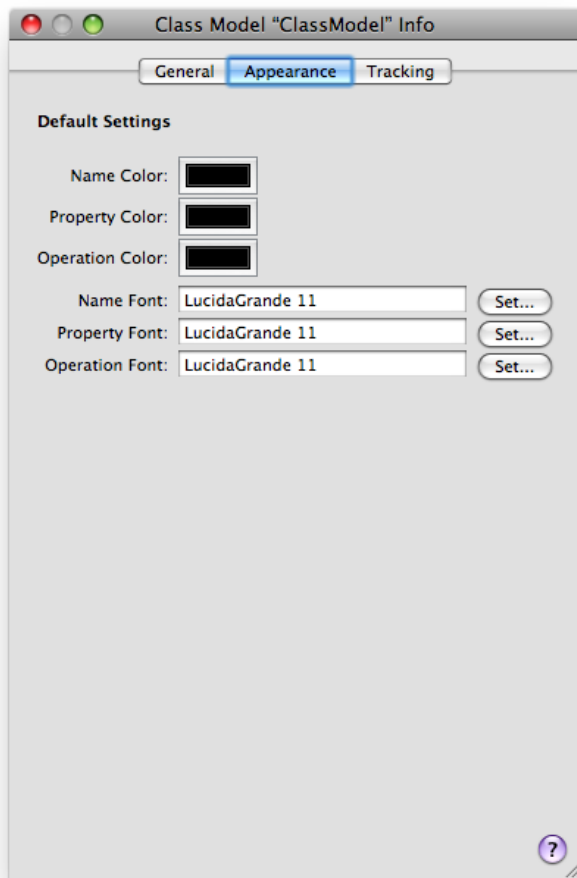 Class Model “ClassModel” Info
General Appearance Tracking
Default Settings
Name Color:
Property Color:
Operation Color:
Name Font: LucidaGrande 11 Set...
Property Font: LucidaGrande 11 Set...
Operation Font: LucidaGrande 11 Set...
?